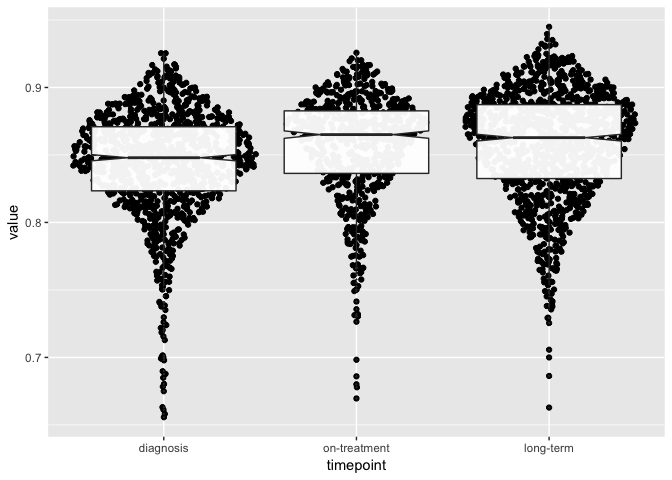 0.9
0.8
0.7
value
diagnosis on-treatment long-term
timepoint